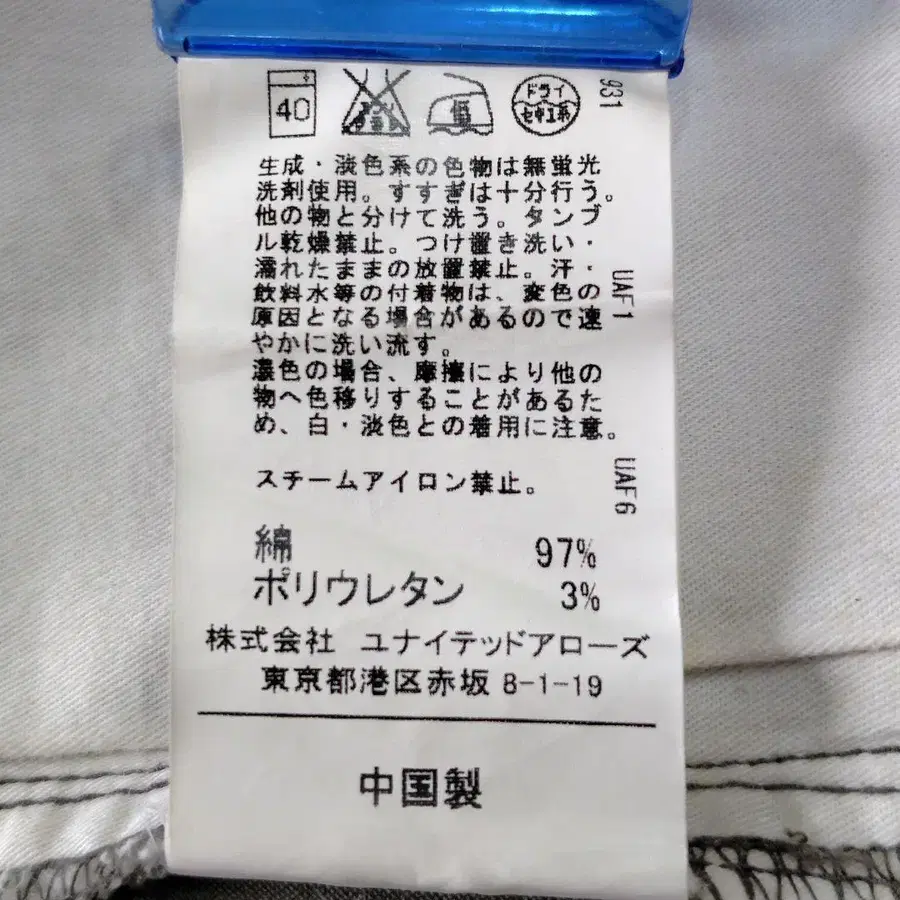 40
低
ドライ
セキユ系
931
生成・淡色系の色物は無蛍光
洗剤使用。すすぎは十分行う。
他の物と分けて洗う。タンブ
ル乾燥禁止。つけ置き洗い・
濡れたままの放置禁止。汗・
飲料水等の付着物は、変色の
原因となる場合があるので速
やかに洗い流す。
濃色の場合、摩擦により他の
物へ色移りすることがあるた
め、白・淡色との着用に注意。
UAF1
スチームアイロン禁止。
UAF6
綿 97%
ポリウレタン 3%
株式会社 ユナイテッドアローズ
東京都港区赤坂 8-1-19
中国製